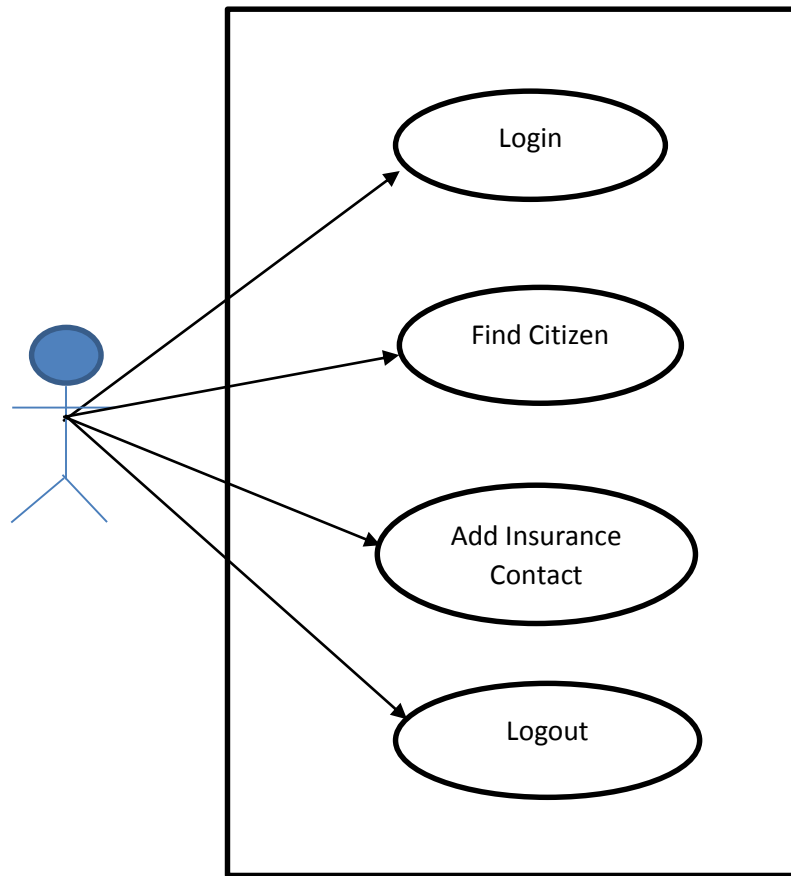 Login
Find Citizen
Add Insurance
Contact
Logout